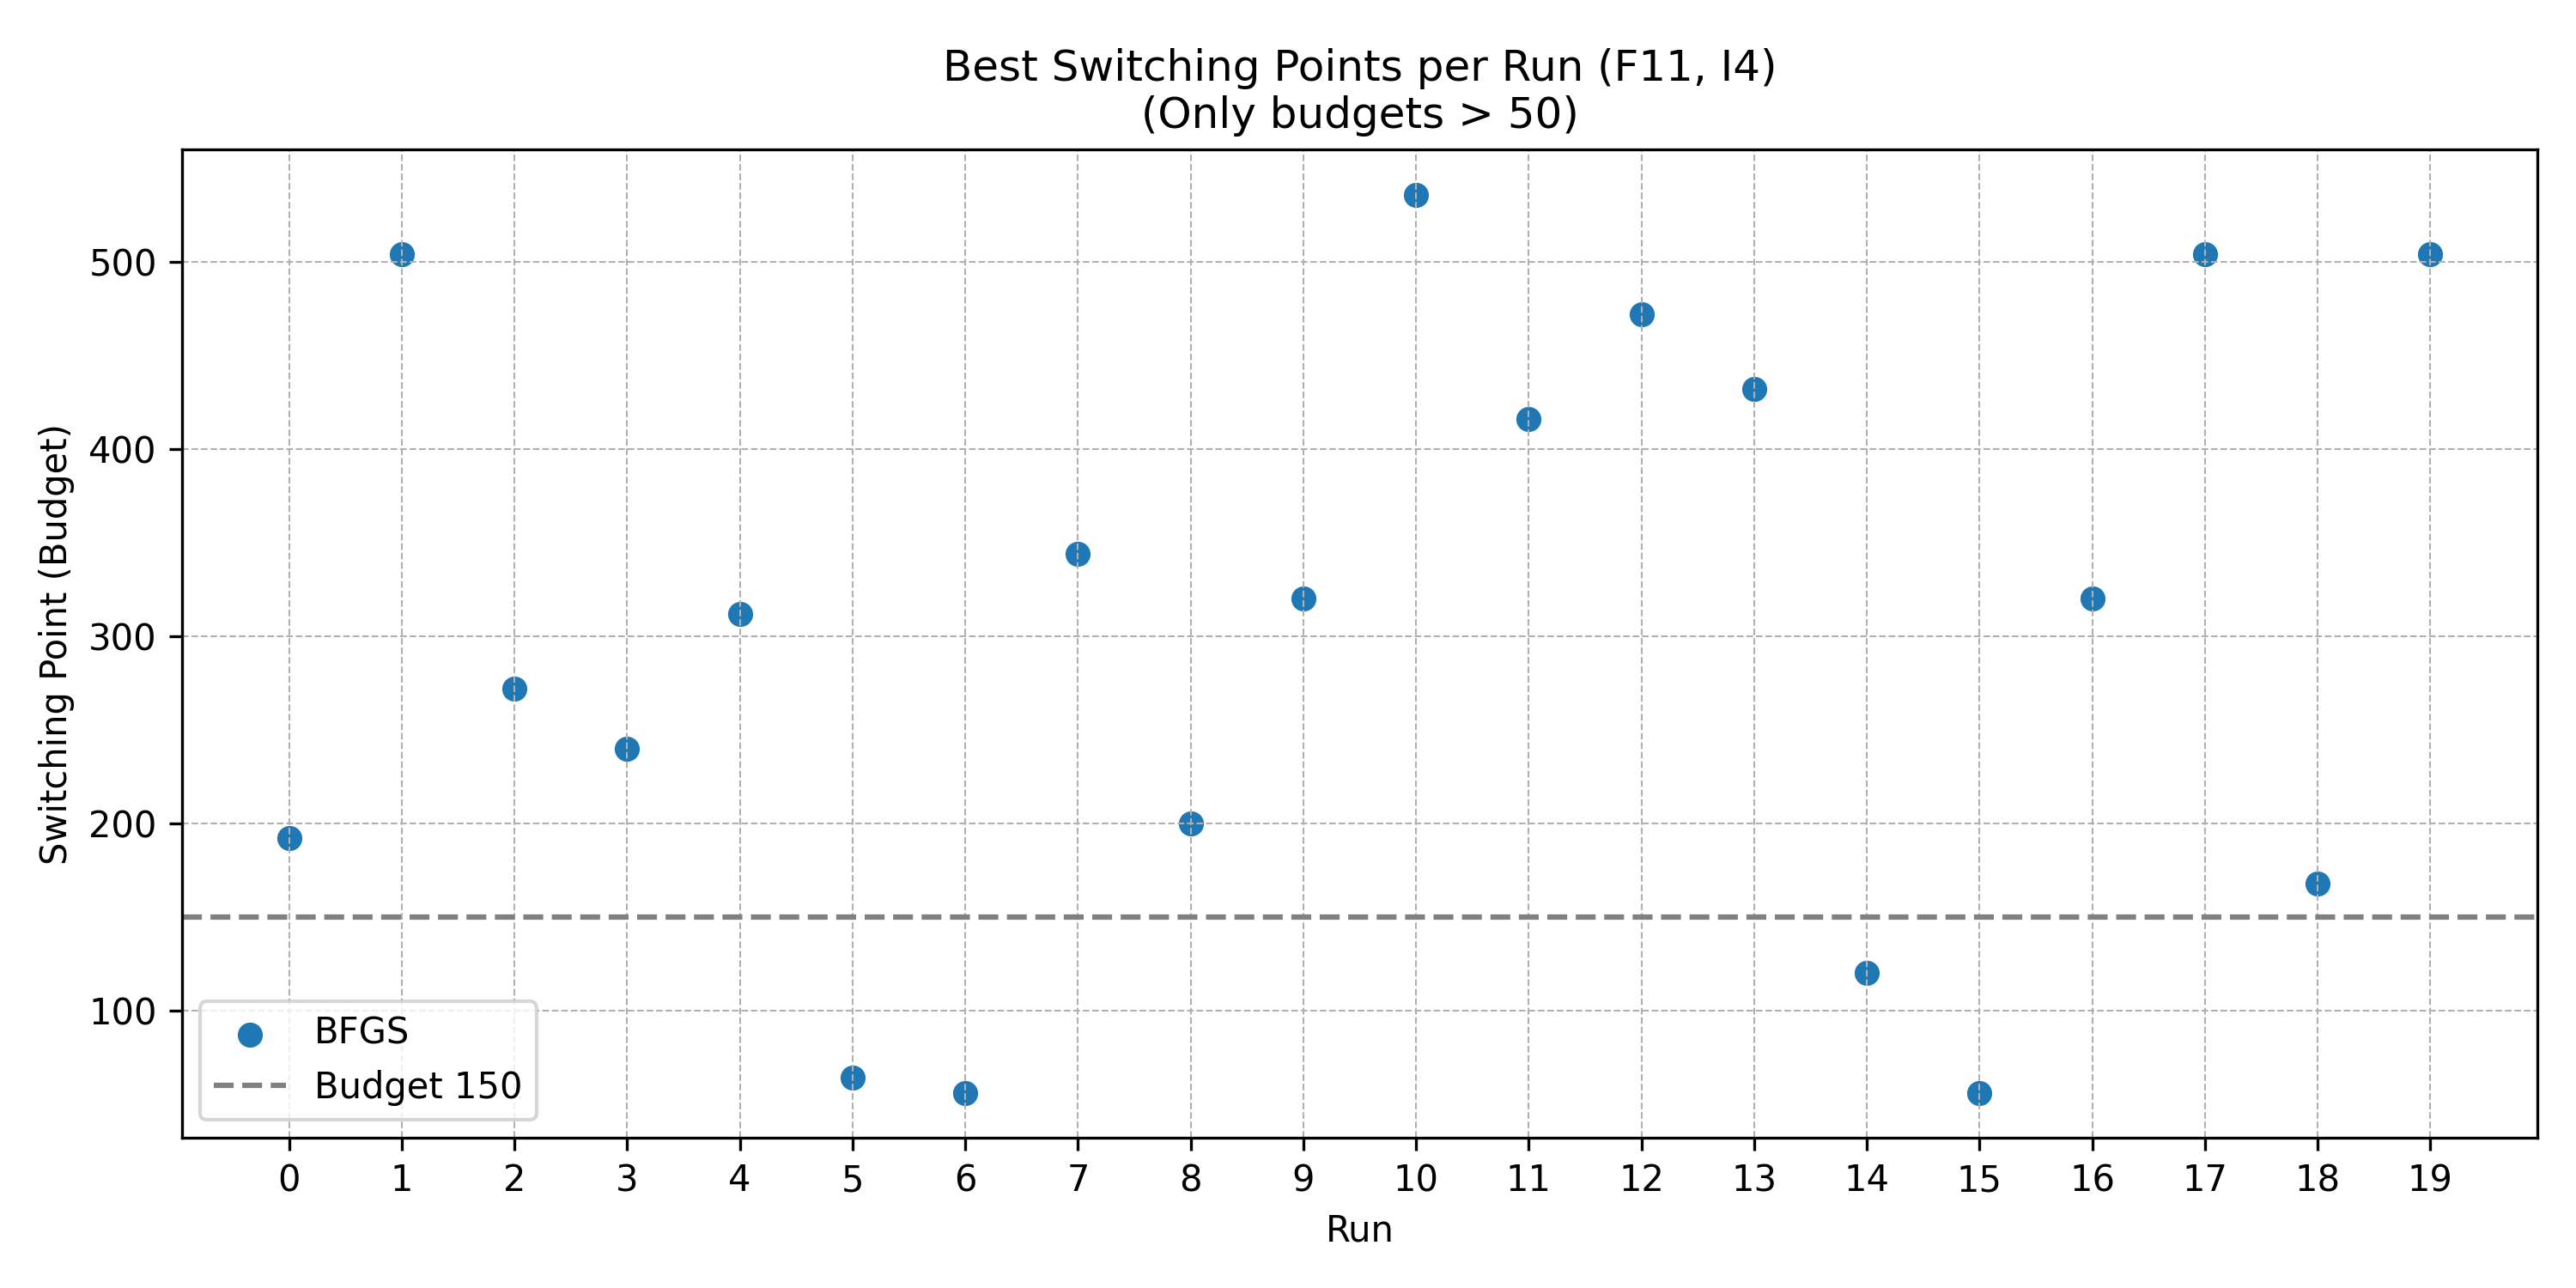 Best Switching Points per Run (F11, I4)
(Only budgets > 50)
Switching Point (Budget)
500
400
300
200
100
BFGS
Budget 150
0 1 2 3 4 5 6 7 8 9 10 11 12 13 14 15 16 17 18 19
Run